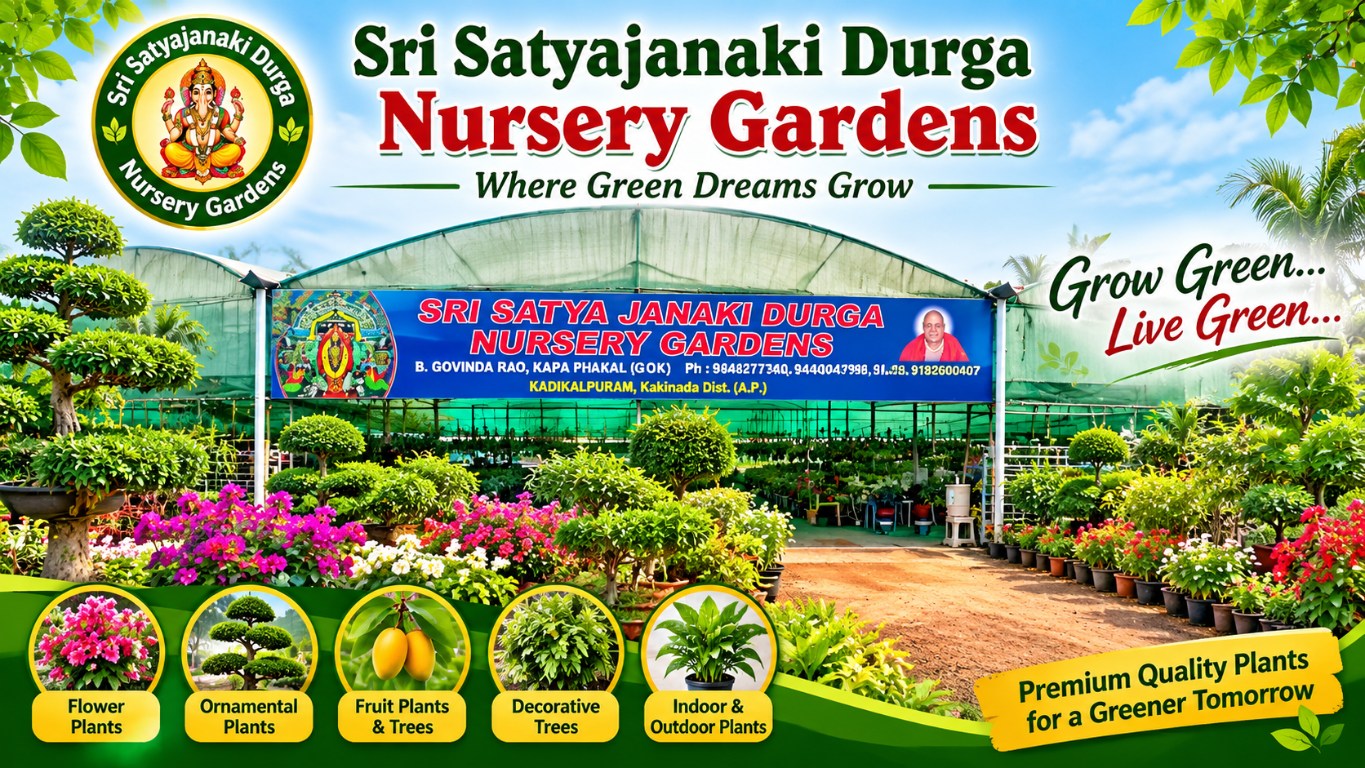 Sri Satyajanaki Durga
Nursery Gardens
Sri Satyajanaki Durga
Nursery Gardens
Where Green Dreams Grow
Grow Green...
Live Green...
SRI SATYA JANAKI DURGA
NURSERY GARDENS
B. GOVINDA RAO, KAPA PHAKAL (GOK) Ph : 9182600407
KADIKALPURAM, Kakinada Dist. (A.P.)
Flower
Plants
Ornamental
Plants
Fruit Plants
& Trees
Decorative
Trees
Indoor &
Outdoor Plants
Premium Quality Plants
for a Greener Tomorrow